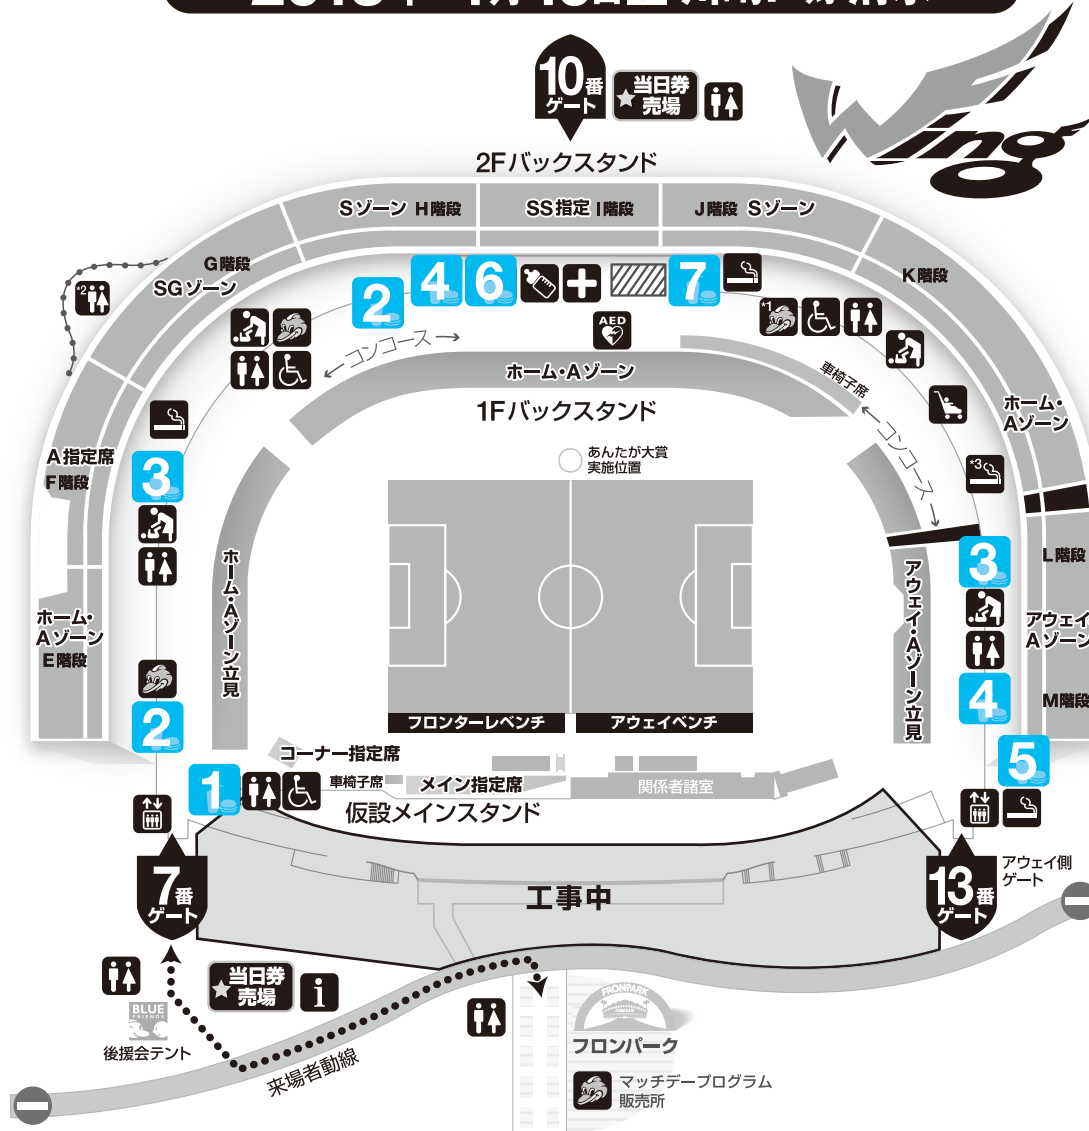 10番
ゲート
★当日券
売場
Wing
2Fバックスタンド
Sゾーン H階段
SS指定 I階段
J階段 Sゾーン
G階段
SGゾーン
K階段
*2
4
6
7
2
AED
*1
コンコース
ホーム・Aゾーン
車椅子席
1Fバックスタンド
ホーム・
Aゾーン
コンコース
あんたが大賞
実施位置
A指定席
F階段
3
*3
ホーム・Aゾーン立見
アウェイ・Aゾーン立見
3
L階段
ホーム・
Aゾーン
E階段
アウェイ
Aゾーン
M階段
2
4
フロンターレベンチ
アウェイベンチ
5
コーナー指定席
1
車椅子席
メイン指定席
関係者諸室
仮設メインスタンド
7番
ゲート
工事中
13番
ゲート
アウェイ側
ゲート
★当日券
売場
i
BLUE
FRIENDS
後援会テント
来場者動線
FRONPARK
フロンパーク
マッチデープログラム
販売所